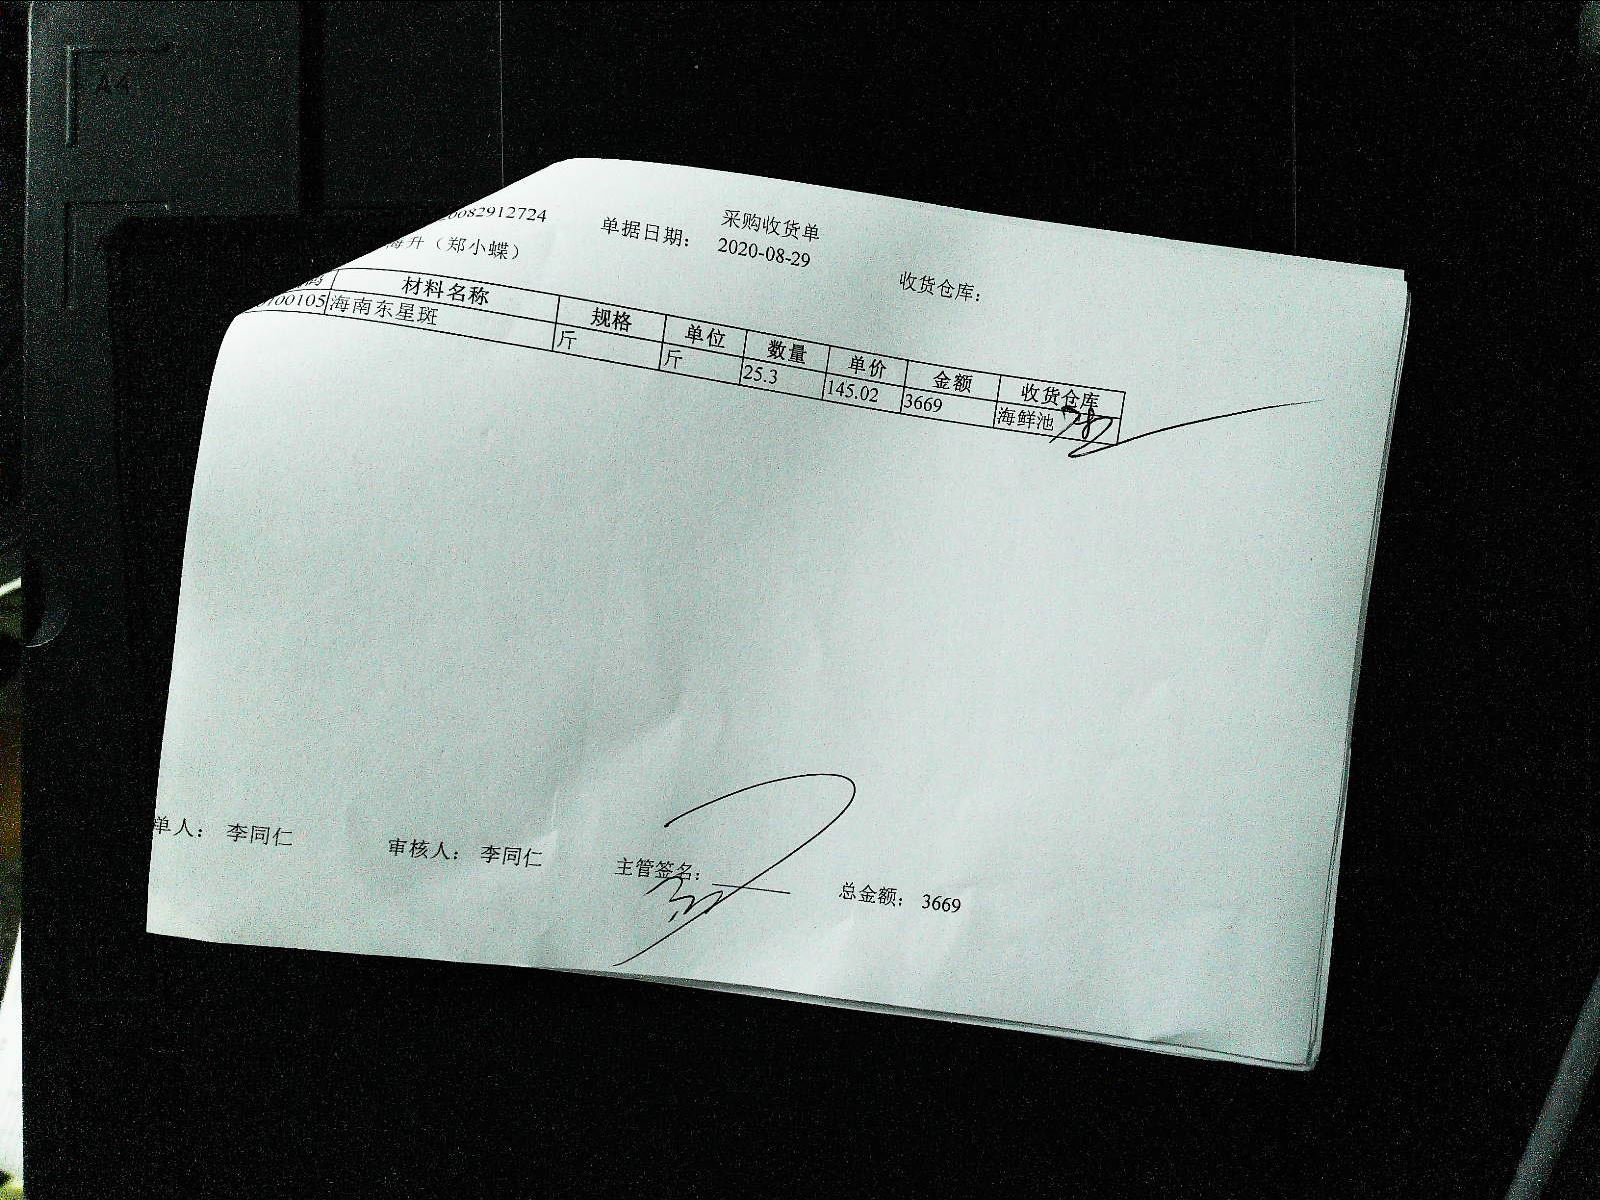 A4
采购收货单
082912724
单据日期： 2020-08-29
海升（郑小蝶）
收货仓库：
材料名称 规格 单位 数量 单价 金额 收货仓库
100105 海南东星斑 斤 斤 25.3 145.02 3669 海鲜池
单人： 李同仁 审核人： 李同仁 主管签名： 总金额： 3669